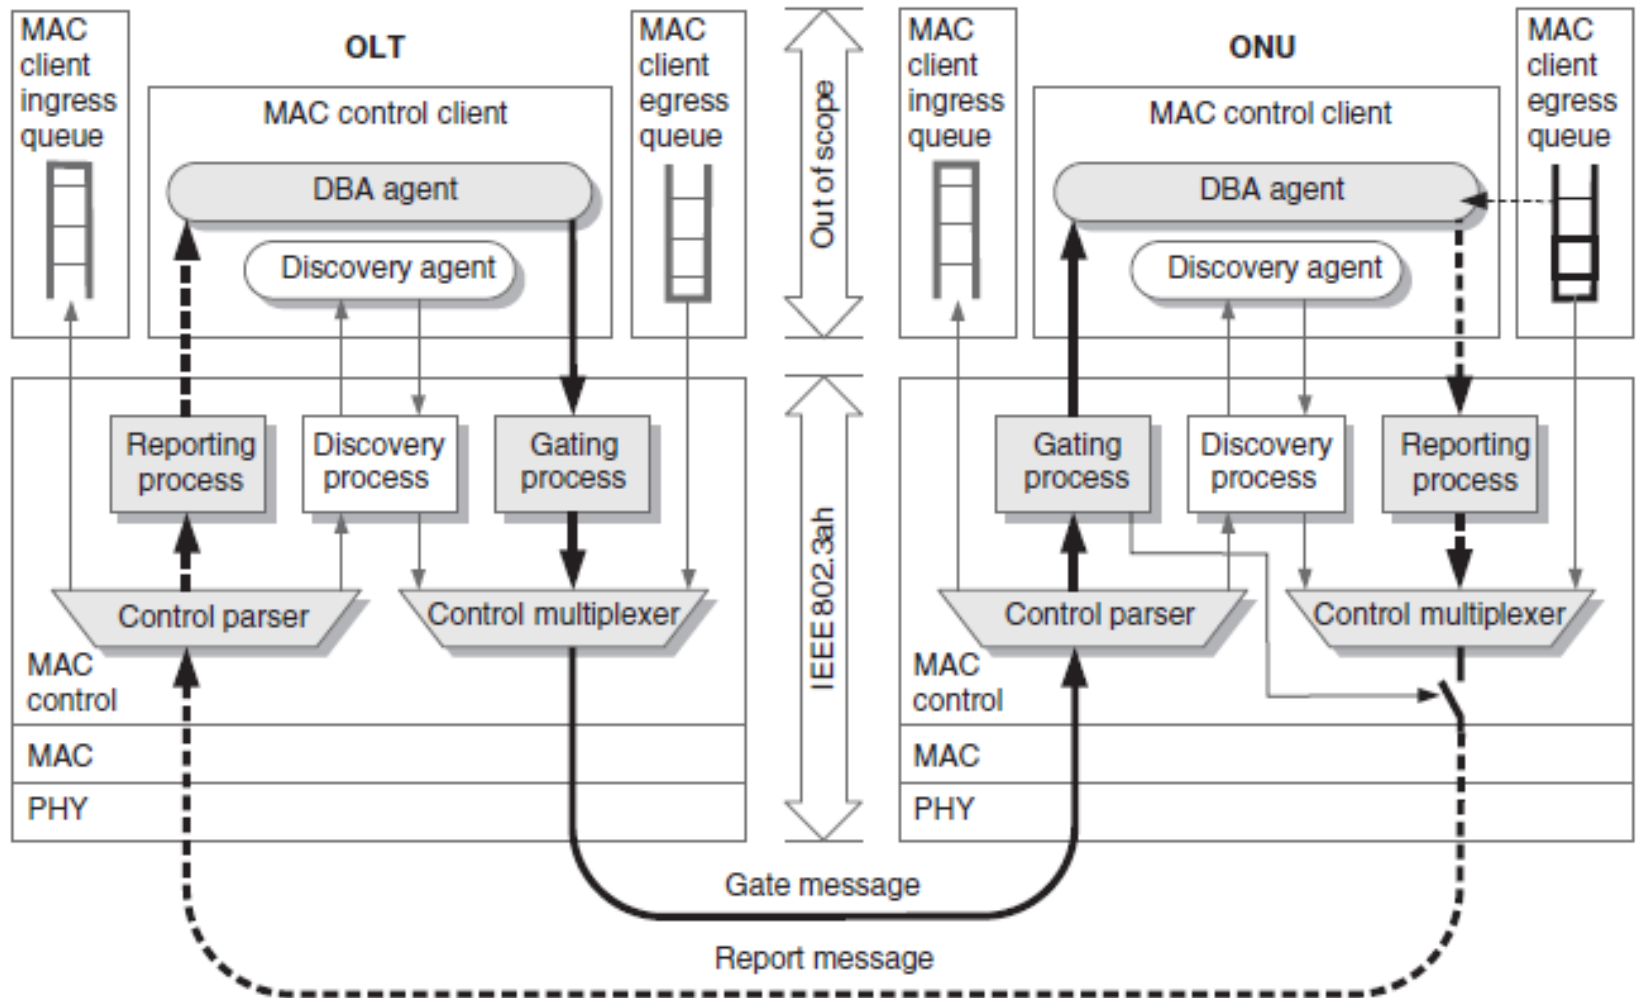 MAC
client
ingress
queue
OLT
MAC control client
DBA agent
Discovery agent
MAC
client
egress
queue
Reporting
process
Discovery
process
Gating
process
Control parser
Control multiplexer
MAC
control
MAC
PHY
Out of scope
IEEE 802.3ah
MAC
client
ingress
queue
ONU
MAC control client
DBA agent
Discovery agent
MAC
client
egress
queue
Gating
process
Discovery
process
Reporting
process
Control parser
Control multiplexer
MAC
control
MAC
PHY
Gate message
Report message